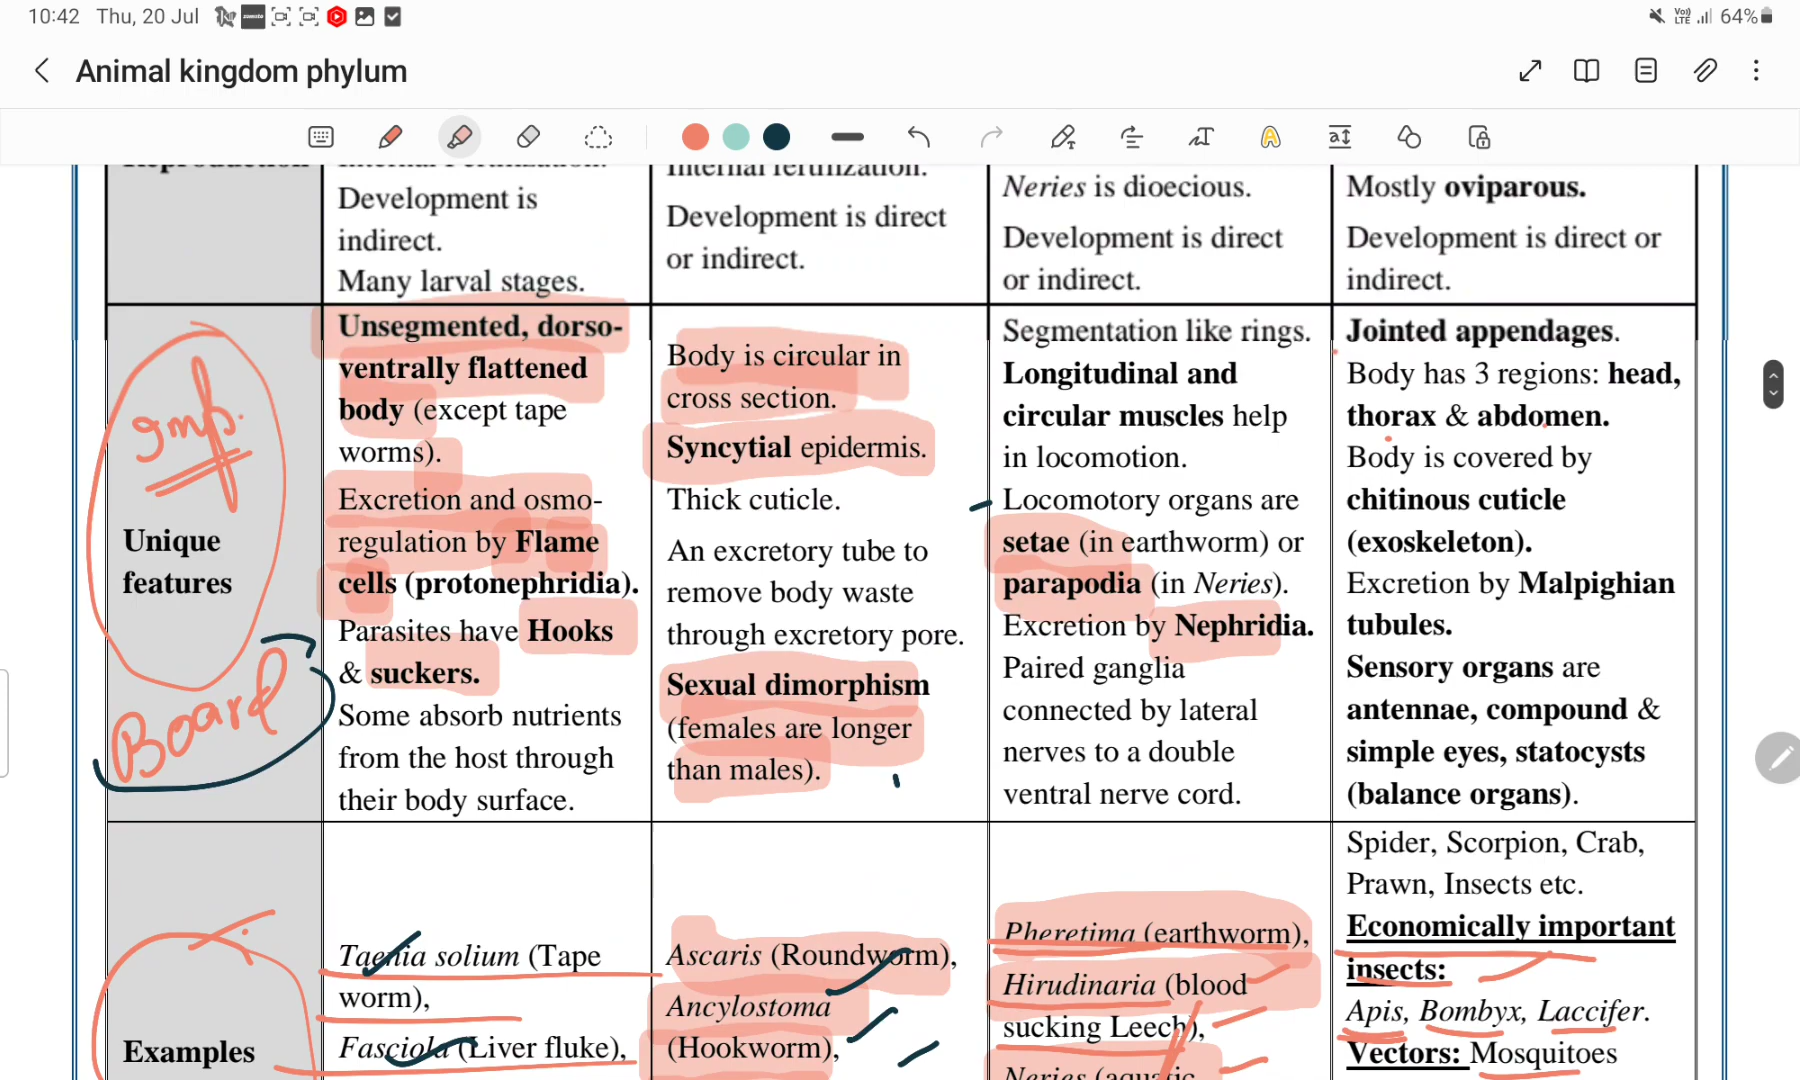 10:42 Thu, 20 Jul
64%
Animal kingdom phylum
Reproduction
Internal Fertilization.
Development is
indirect.
Many larval stages.
Internal fertilization.
Development is direct
or indirect.
Neries is dioecious.
Development is direct
or indirect.
Mostly oviparous.
Development is direct or
indirect.
Imp.
Unique
features
Board
Unsegmented, dorso-
ventrally flattened
body (except tape
worms).
Excretion and osmo-
regulation by Flame
cells (protonephridia).
Parasites have Hooks
& suckers.
Some absorb nutrients
from the host through
their body surface.
Body is circular in
cross section.
Syncytial epidermis.
Thick cuticle.
An excretory tube to
remove body waste
through excretory pore.
Sexual dimorphism
(females are longer
than males).
Segmentation like rings.
Longitudinal and
circular muscles help
in locomotion.
Locomotory organs are
setae (in earthworm) or
parapodia (in Neries).
Excretion by Nephridia.
Paired ganglia
connected by lateral
nerves to a double
ventral nerve cord.
Jointed appendages.
Body has 3 regions: head,
thorax & abdomen.
Body is covered by
chitinous cuticle
(exoskeleton).
Excretion by Malpighian
tubules.
Sensory organs are
antennae, compound &
simple eyes, statocysts
(balance organs).
Examples
Taenia solium (Tape
worm),
Fasciola (Liver fluke),
Ascaris (Roundworm),
Ancylostoma
(Hookworm),
Pheretima (earthworm),
Hirudinaria (blood
sucking Leech),
Neries (aquatic
Spider, Scorpion, Crab,
Prawn, Insects etc.
Economically important
insects:
Apis, Bombyx, Laccifer.
Vectors: Mosquitoes